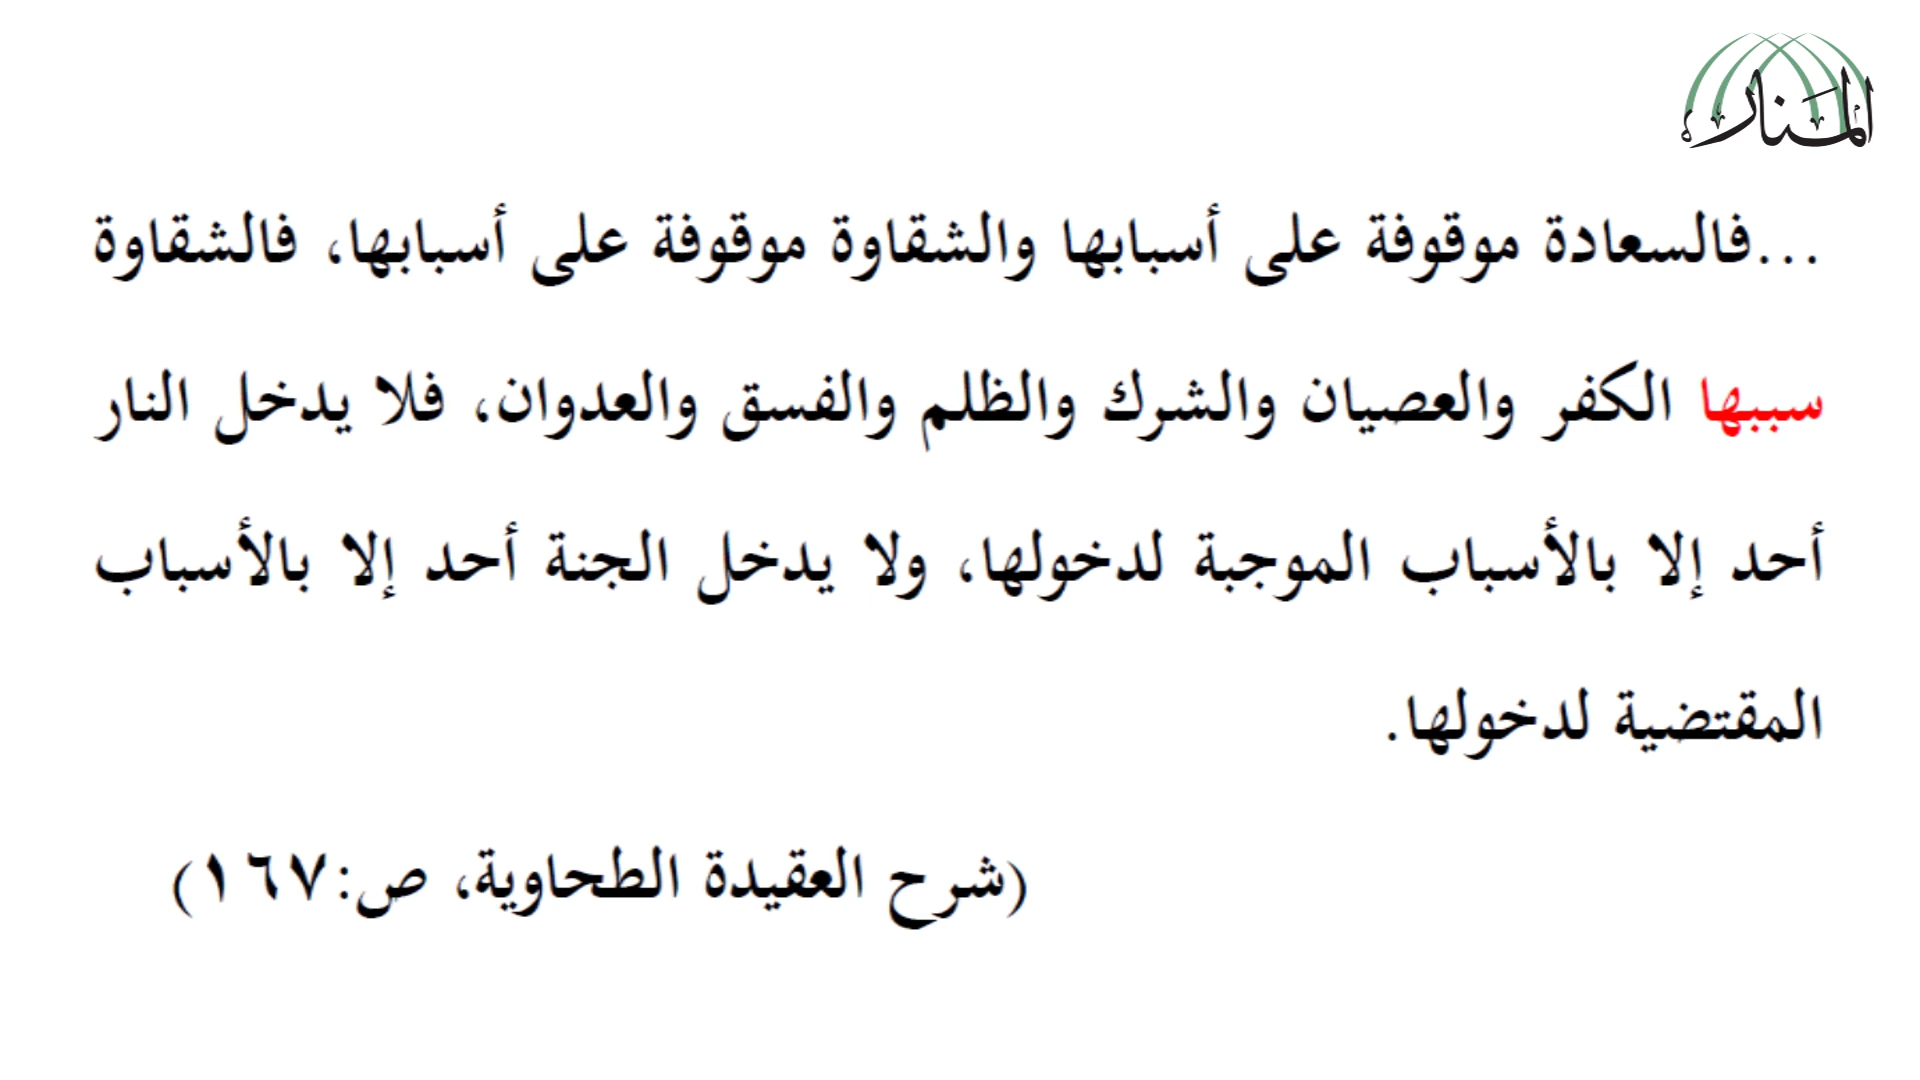 المنار
...فالسعادة موقوفة على أسبابها والشقاوة موقوفة على أسبابها، فالشقاوة
سببها الكفر والعصيان والشرك والظلم والفسق والعدوان، فلا يدخل النار
أحد إلا بالأسباب الموجبة لدخولها، ولا يدخل الجنة أحد إلا بالأسباب
المقتضية لدخولها.
(شرح العقيدة الطحاوية، ص:١٦٧)